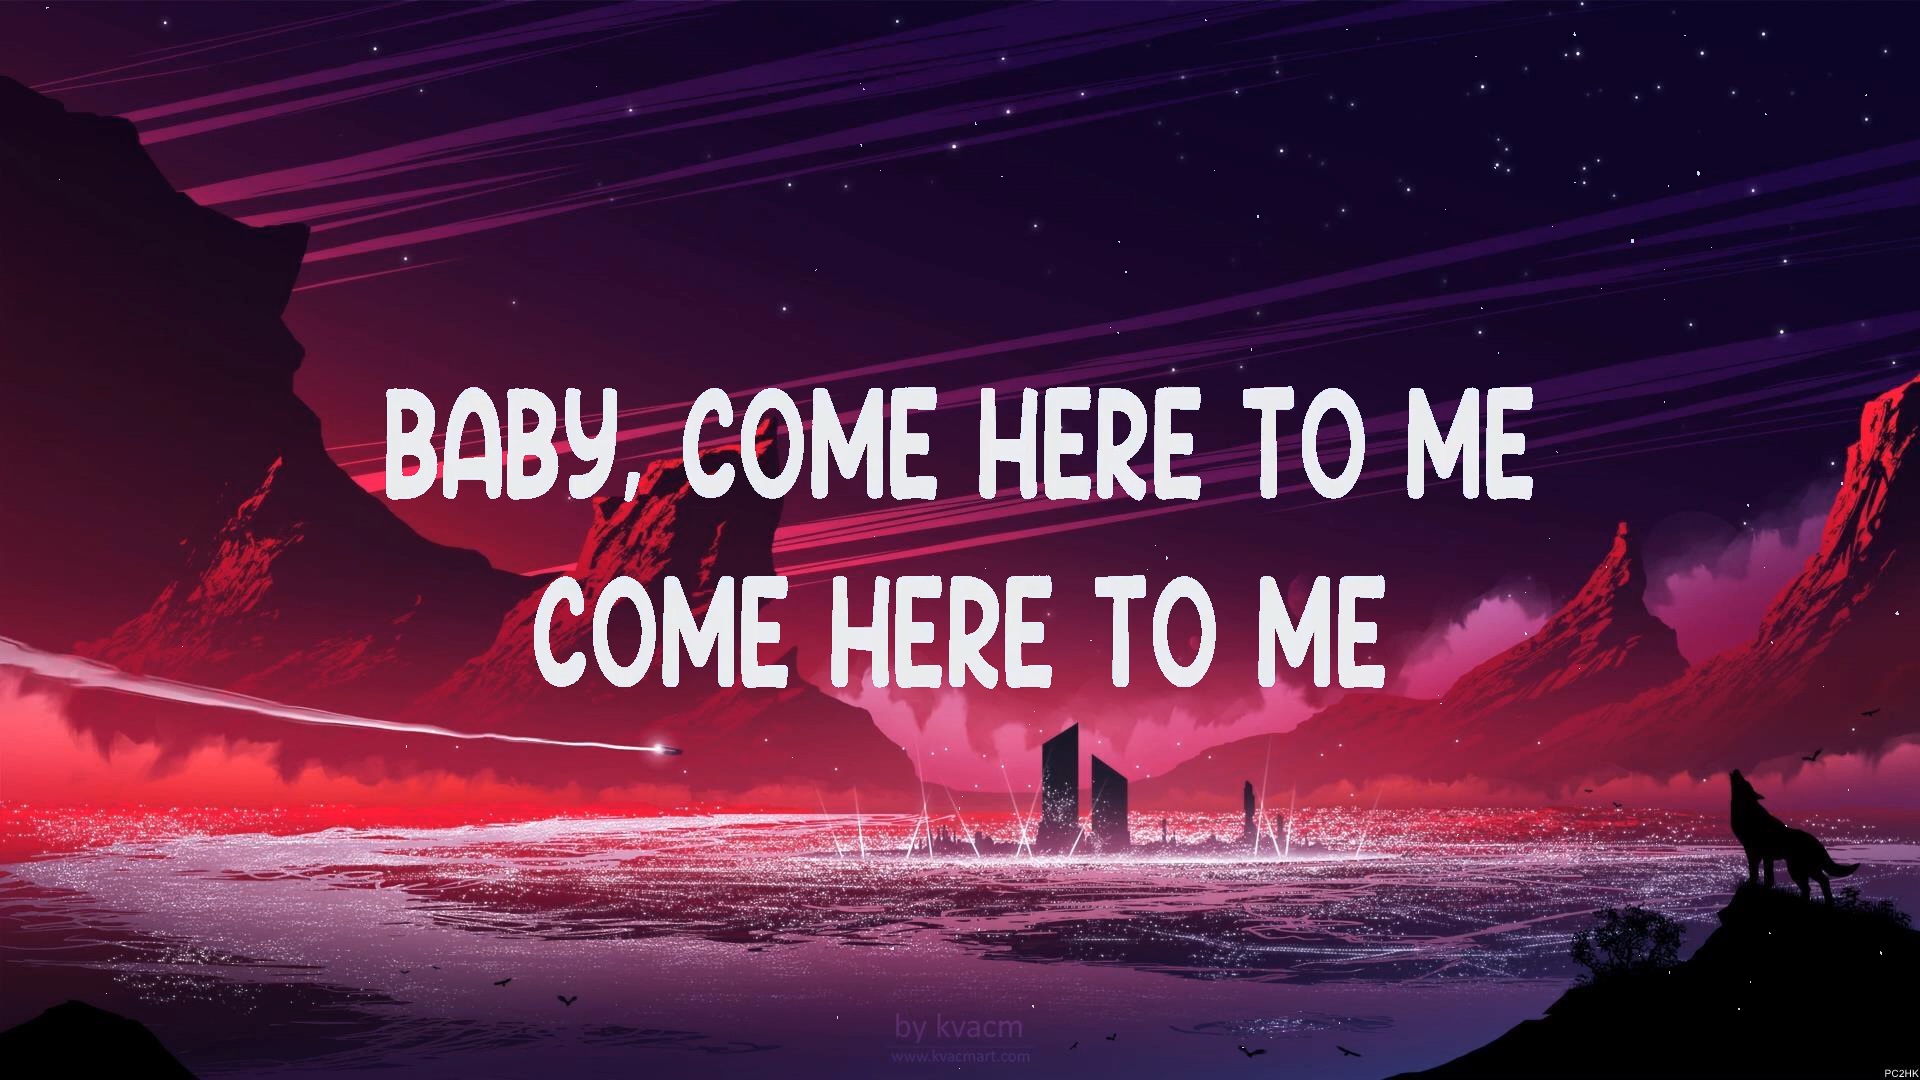 BABY, COME HERE TO ME
COME HERE TO ME
by kvacm
www.kvacmart.com
PC2HK